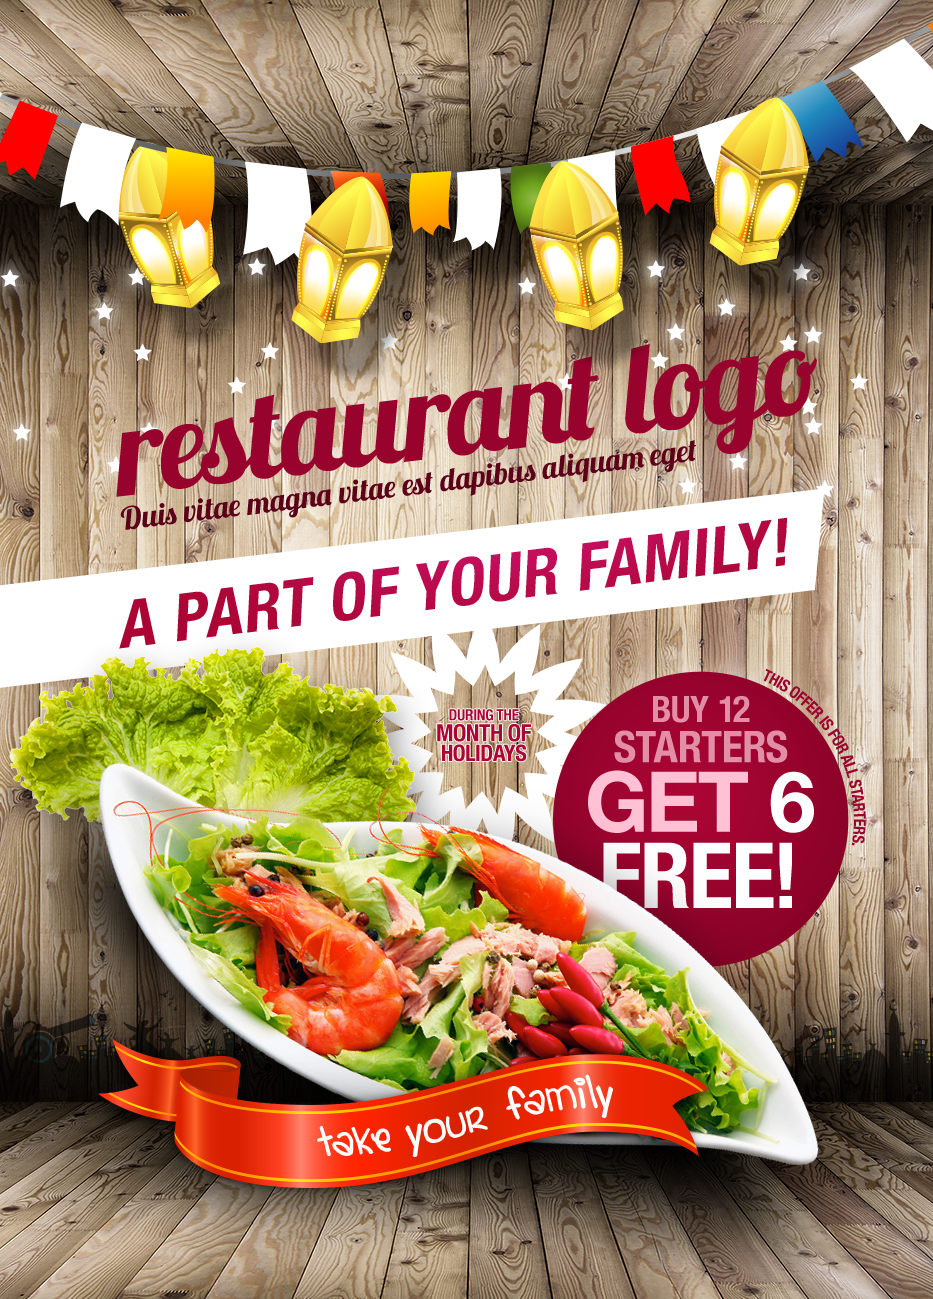 restaurant logo
Duis vitae magna vitae est dapibus aliquam eget
A PART OF YOUR FAMILY!
DURING THE
MONTH OF
HOLIDAYS
BUY 12
STARTERS
GET 6
FREE!
THIS OFFER IS FOR ALL STARTERS.
take your family